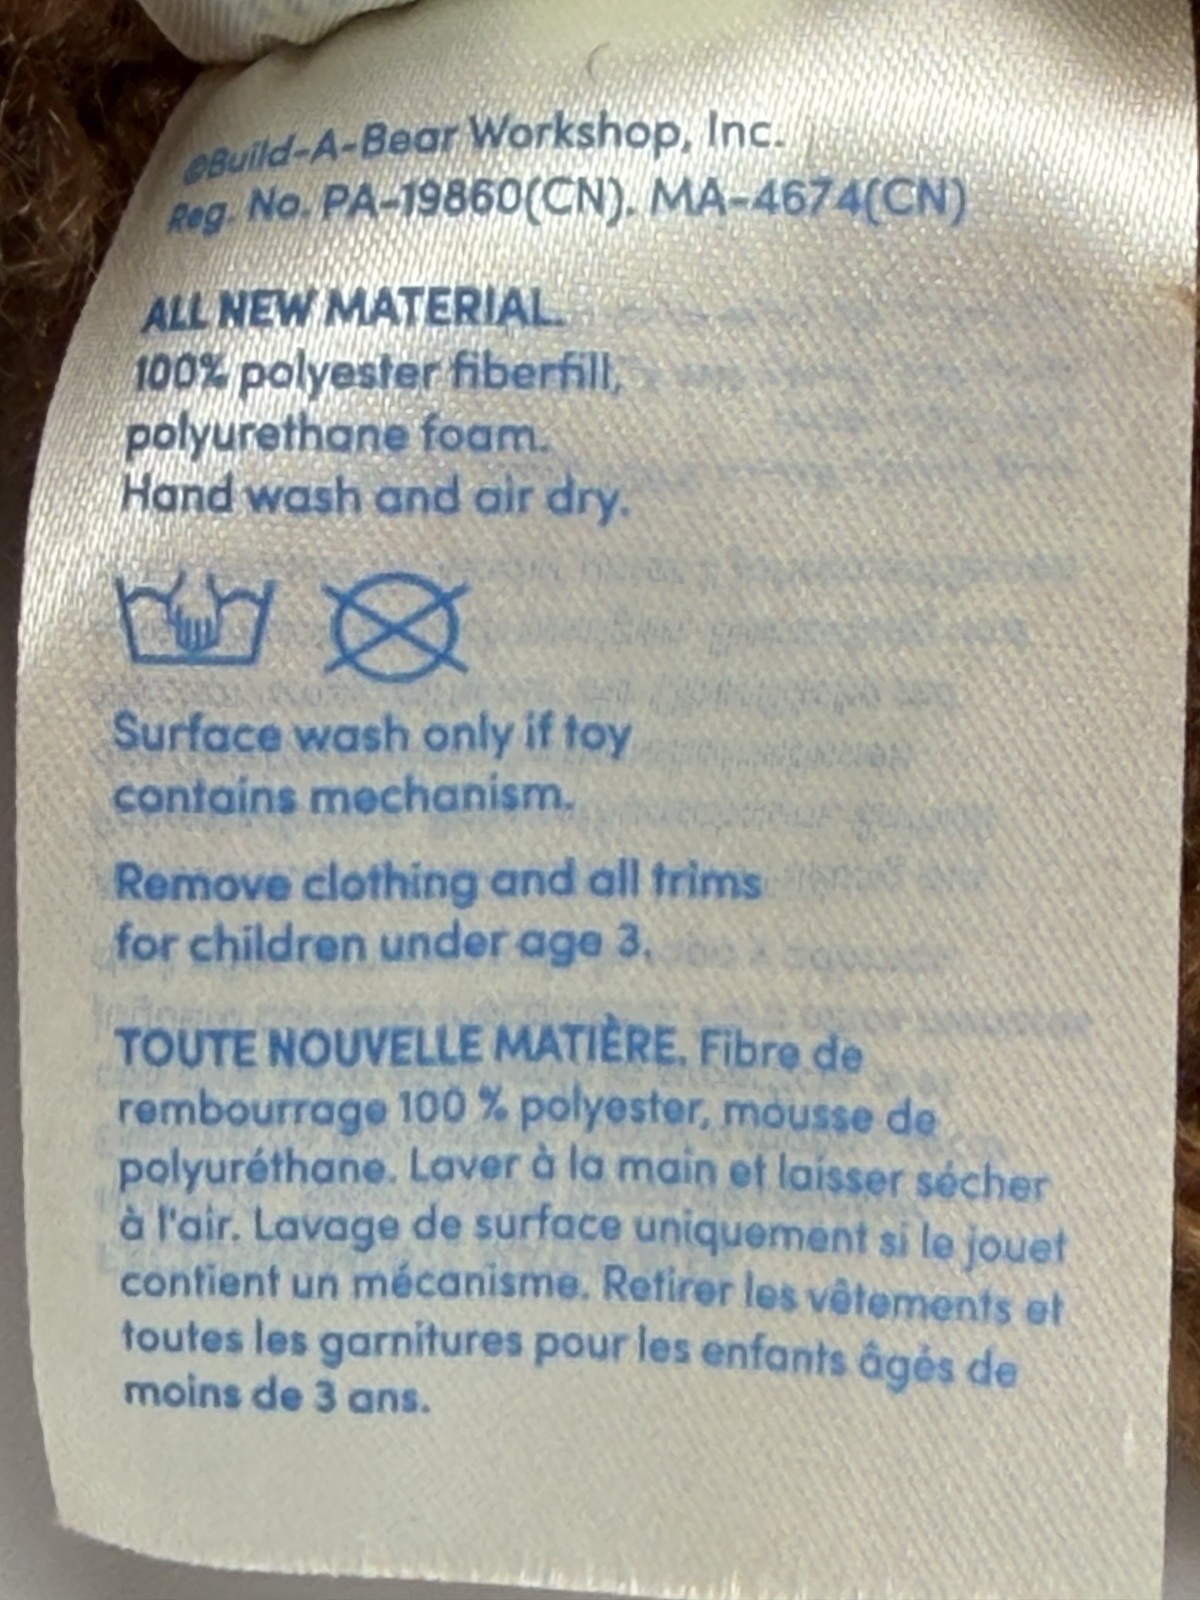 ©Build-A-Bear Workshop, Inc.
Reg. No. PA-19860(CN). MA-4674(CN)
ALL NEW MATERIAL.
100% polyester fiberfill,
polyurethane foam.
Hand wash and air dry.
Surface wash only if toy
contains mechanism.
Remove clothing and all trims
for children under age 3.
TOUTE NOUVELLE MATIÈRE. Fibre de
rembourrage 100 % polyester, mousse de
polyuréthane. Laver à la main et laisser sécher
à l'air. Lavage de surface uniquement si le jouet
contient un mécanisme. Retirer les vêtements et
toutes les garnitures pour les enfants âgés de
moins de 3 ans.